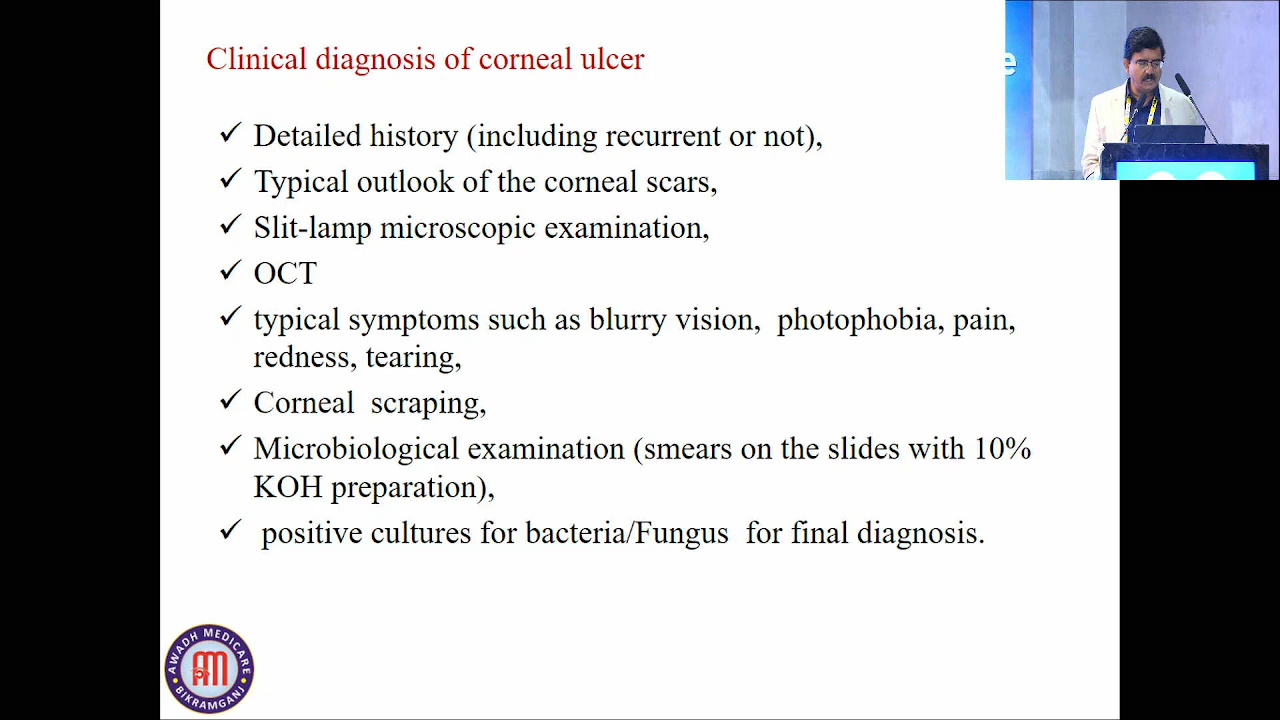 Clinical diagnosis of corneal ulcer
e
✓ Detailed history (including recurrent or not),
✓ Typical outlook of the corneal scars,
✓ Slit-lamp microscopic examination,
✓ OCT
✓ typical symptoms such as blurry vision, photophobia, pain,
redness, tearing,
✓ Corneal scraping,
✓ Microbiological examination (smears on the slides with 10%
KOH preparation),
✓ positive cultures for bacteria/Fungus for final diagnosis.
AWADH MEDICARE
BIKRAMGANJ